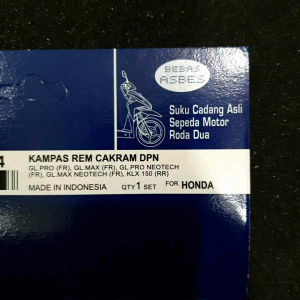 BEBAS
ASBES
Suku Cadang Asli
Sepeda Motor
Roda Dua
4
KAMPAS REM CAKRAM DPN
GL.PRO (FR), GL.MAX (FR), GL.PRO NEOTECH
(FR), GL.MAX NEOTECH (FR), KLX 150 (RR)
MADE IN INDONESIA QTY 1 SET FOR: HONDA